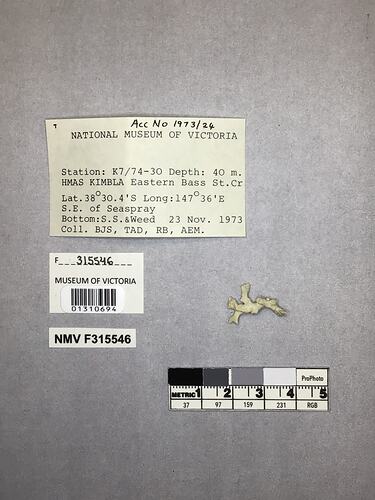 Acc No 1973/24
NATIONAL MUSEUM OF VICTORIA
Station: K7/74-30 Depth: 40 m.
HMAS KIMBLA Eastern Bass St.Cr
Lat.38°30.4'S Long:147°36'E
S.E. of Seaspray
Bottom:S.S.&Weed 23 Nov. 1973
Coll. BJS, TAD, RB, AEM.
F___315546___
MUSEUM OF VICTORIA
01310694
NMV F315546
ProPhoto
METRIC 1 2 3 4 5
37 97 159 231 RGB